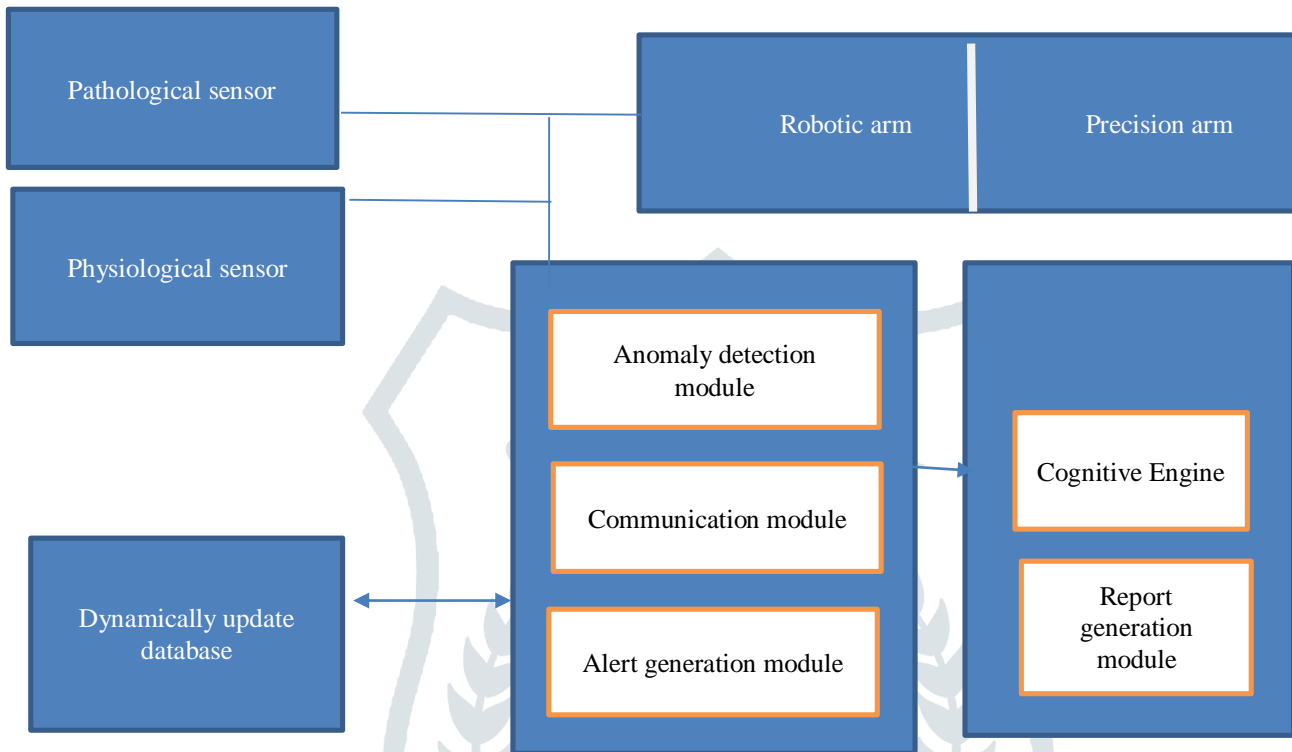 Pathological sensor
Robotic arm
Precision arm
Physiological sensor
Anomaly detection
module
Communication module
Alert generation module
Cognitive Engine
Report
generation
module
Dynamically update
database